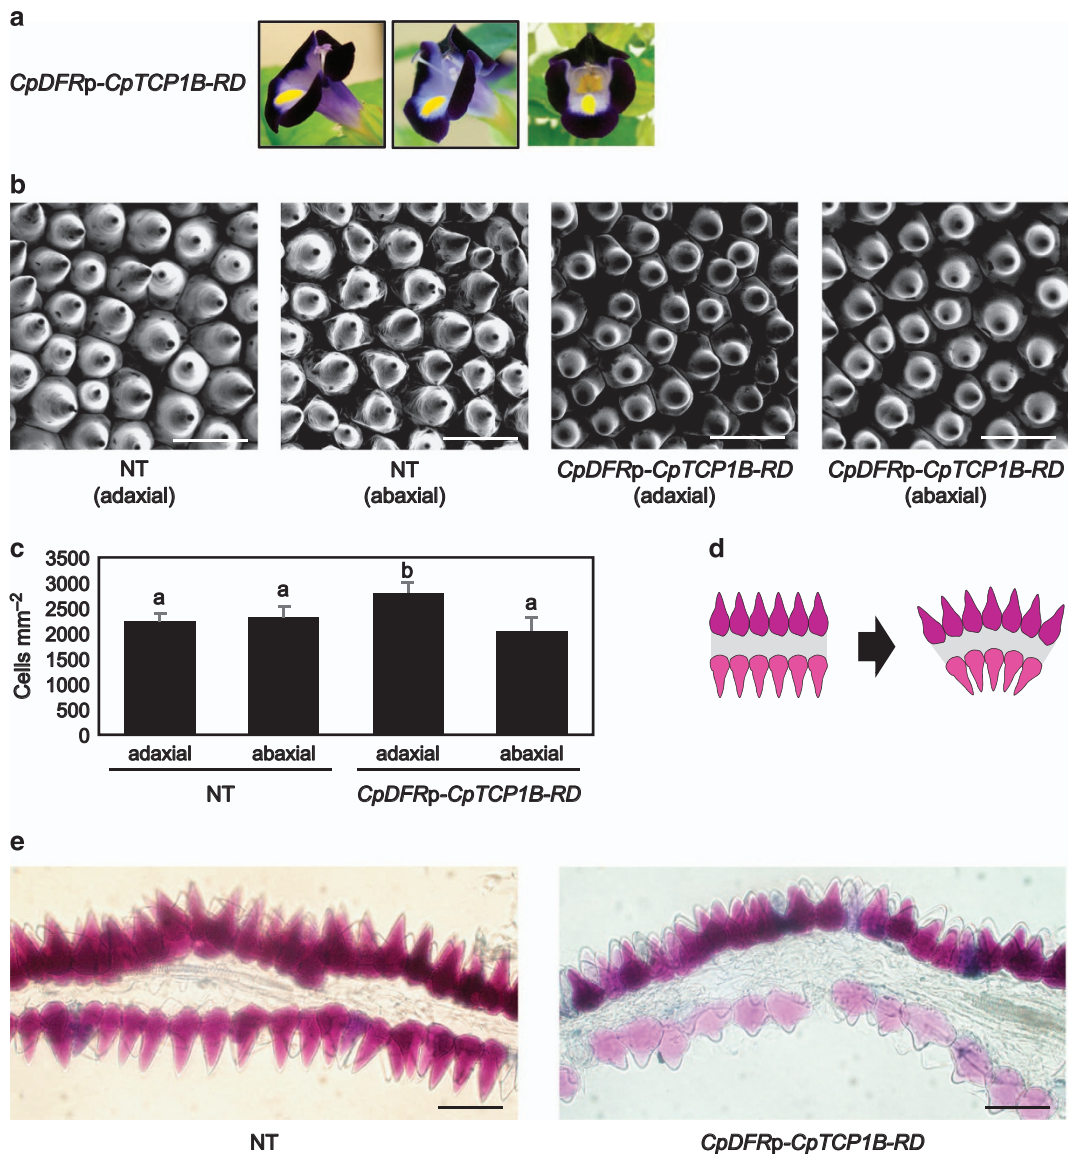 a
CpDFRp-CpTCP1B-RD
b
NT
(adaxial)
NT
(abaxial)
CpDFRp-CpTCP1B-RD
(adaxial)
CpDFRp-CpTCP1B-RD
(abaxial)
c
d
3500
3000
2500
2000
1500
1000
500
0
Cells mm−2
a
a
b
a
adaxial
abaxial
adaxial
abaxial
NT
CpDFRp-CpTCP1B-RD
e
NT
CpDFRp-CpTCP1B-RD